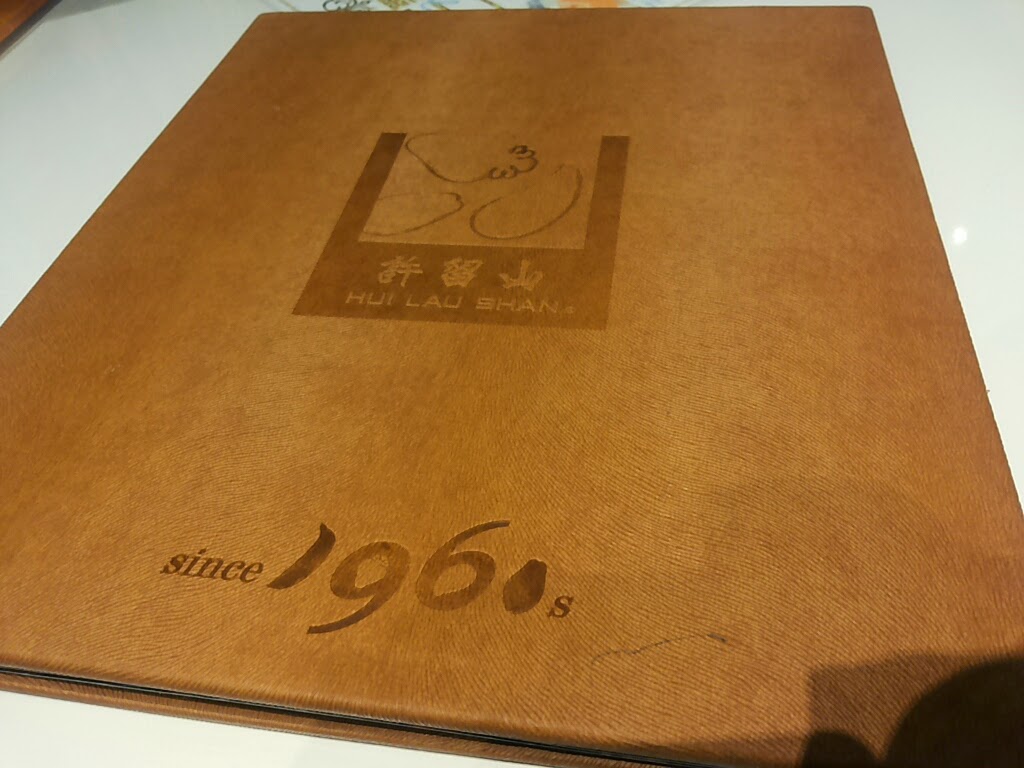 許留山
HUI LAU SHAN
since 1960s